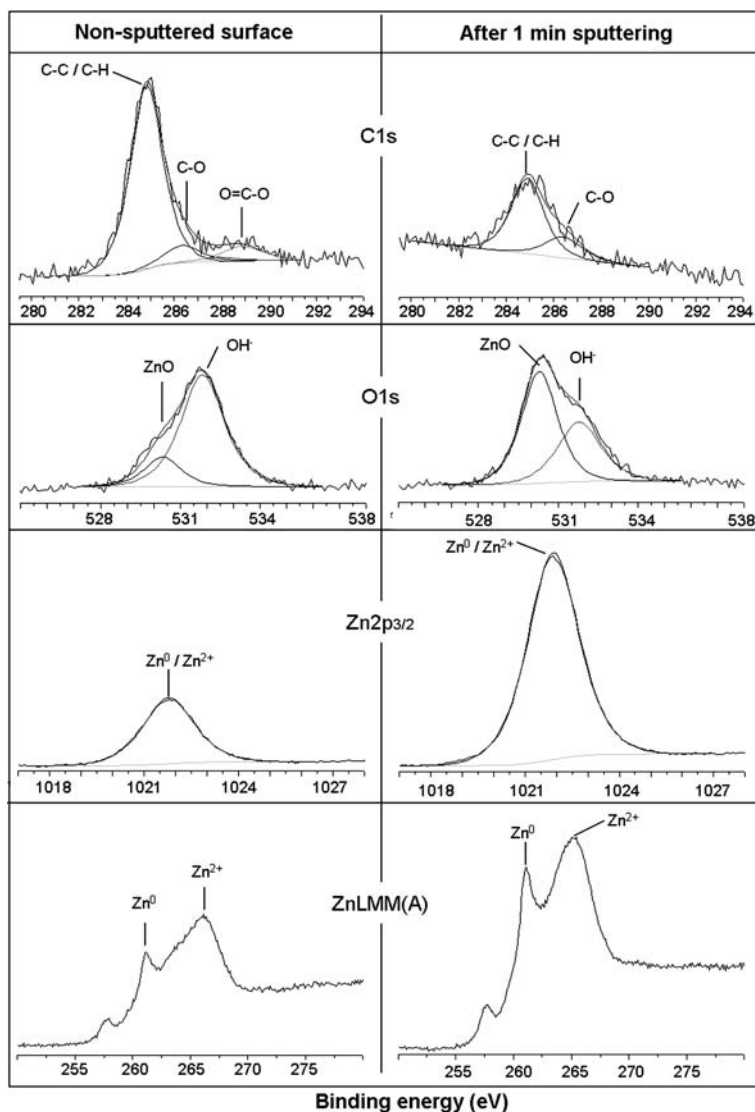 Non-sputtered surface
After 1 min sputtering
C1s
C-C / C-H
C-O
O=C-O
280 282 284 286 288 290 292 294
C-C / C-H
C-O
280 282 284 286 288 290 292 294
O1s
ZnO
OH-
528 531 534 538
ZnO
OH-
528 531 534 538
Zn2p3/2
Zn0 / Zn2+
1018 1021 1024 1027
Zn0 / Zn2+
1018 1021 1024 1027
ZnLMM(A)
Zn0
Zn2+
255 260 265 270 275
Zn0
Zn2+
255 260 265 270 275
Binding energy (eV)